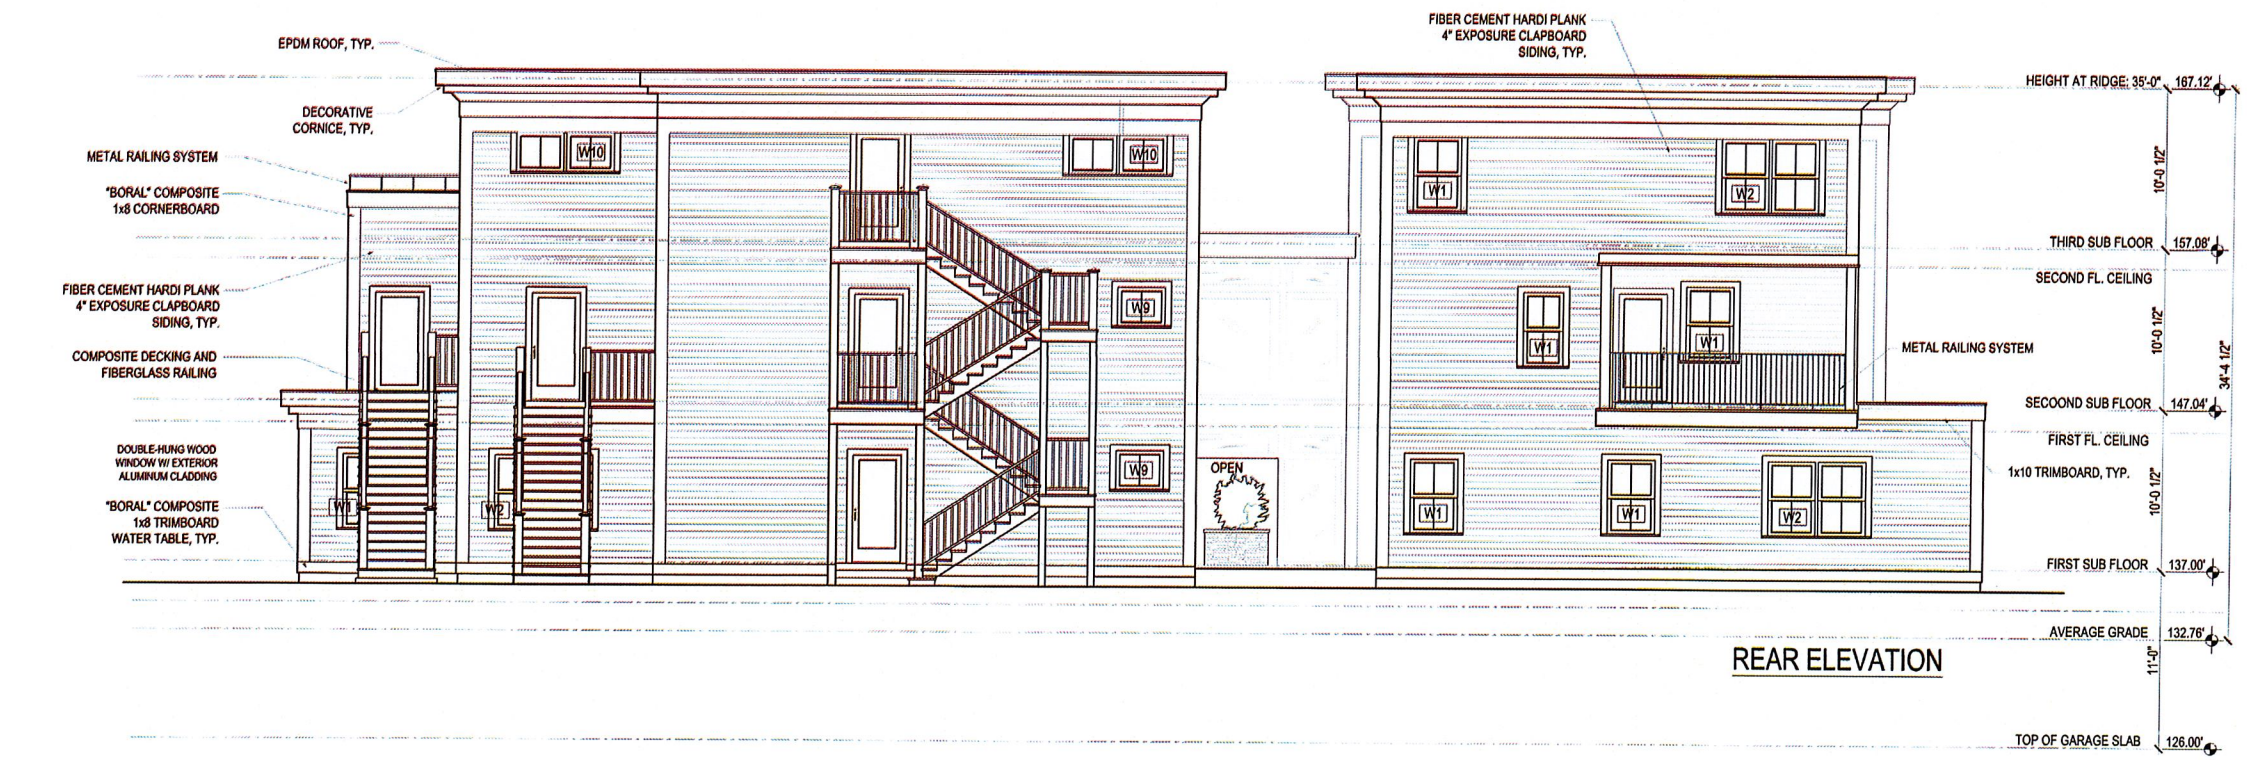 EPDM ROOF, TYP.
DECORATIVE
CORNICE, TYP.
METAL RAILING SYSTEM
"BORAL" COMPOSITE
1x8 CORNERBOARD
FIBER CEMENT HARDI PLANK
4" EXPOSURE CLAPBOARD
SIDING, TYP.
COMPOSITE DECKING AND
FIBERGLASS RAILING
DOUBLE-HUNG WOOD
WINDOW W/ EXTERIOR
ALUMINUM CLADDING
"BORAL" COMPOSITE
1x8 TRIMBOARD
WATER TABLE, TYP.
W10
W10
W9
W9
W1
W2
OPEN
FIBER CEMENT HARDI PLANK
4" EXPOSURE CLAPBOARD
SIDING, TYP.
W1
W2
W1
W1
W1
W1
W2
METAL RAILING SYSTEM
HEIGHT AT RIDGE: 35'-0" 167.12'
10'-0 1/2"
THIRD SUB FLOOR 157.08'
SECOND FL. CEILING
10'-0 1/2"
34'-4 1/2"
SECOOND SUB FLOOR 147.04'
FIRST FL. CEILING
1x10 TRIMBOARD, TYP.
10'-0 1/2"
FIRST SUB FLOOR 137.00'
AVERAGE GRADE 132.76'
11'-0"
REAR ELEVATION
TOP OF GARAGE SLAB 126.00'